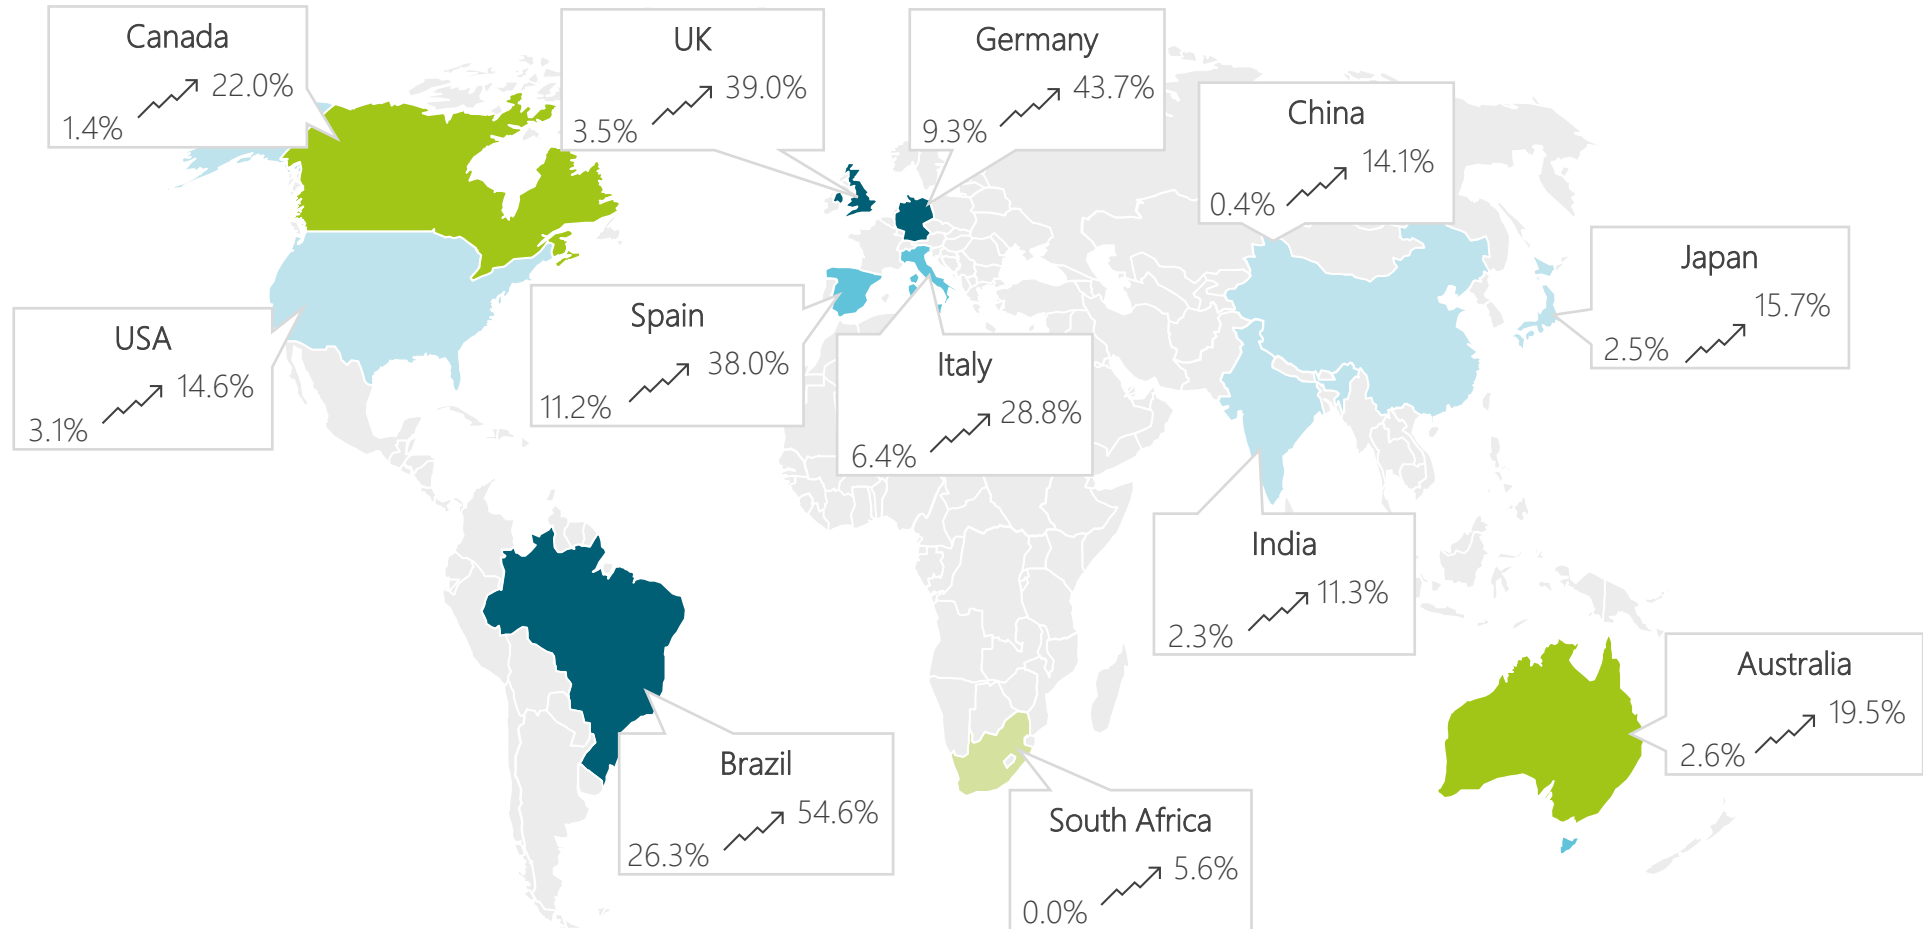 Canada
22.0%
1.4%
UK
39.0%
3.5%
Germany
43.7%
9.3%
China
14.1%
0.4%
Japan
15.7%
2.5%
USA
14.6%
3.1%
Spain
38.0%
11.2%
Italy
28.8%
6.4%
India
11.3%
2.3%
Australia
19.5%
2.6%
Brazil
54.6%
26.3%
South Africa
5.6%
0.0%